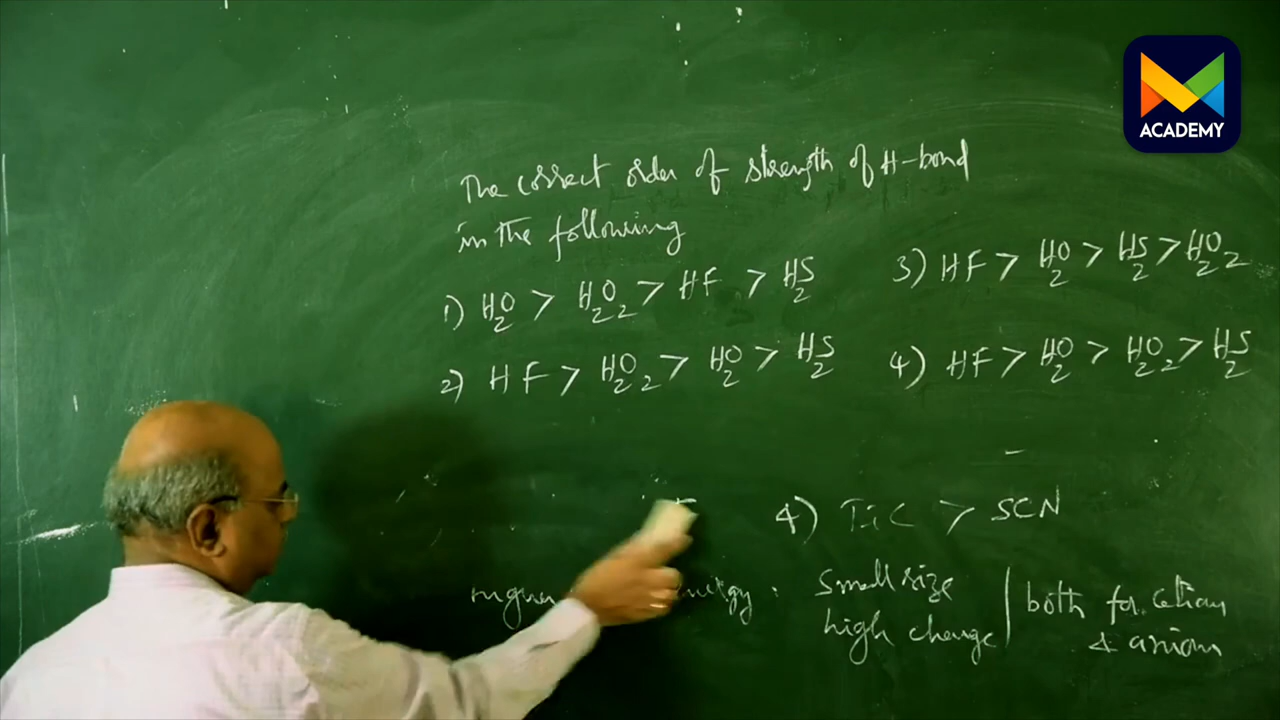 ACADEMY
The correct order of strength of H-bond
in the following
1) H₂O > H₂O₂ > HF > H₂S
2) HF > H₂O₂ > H₂O > H₂S
3) HF > H₂O > H₂S > H₂O₂
4) HF > H₂O > H₂O₂ > H₂S
4) TiC > SCN
: Small size
high charge
both for cation
& anion